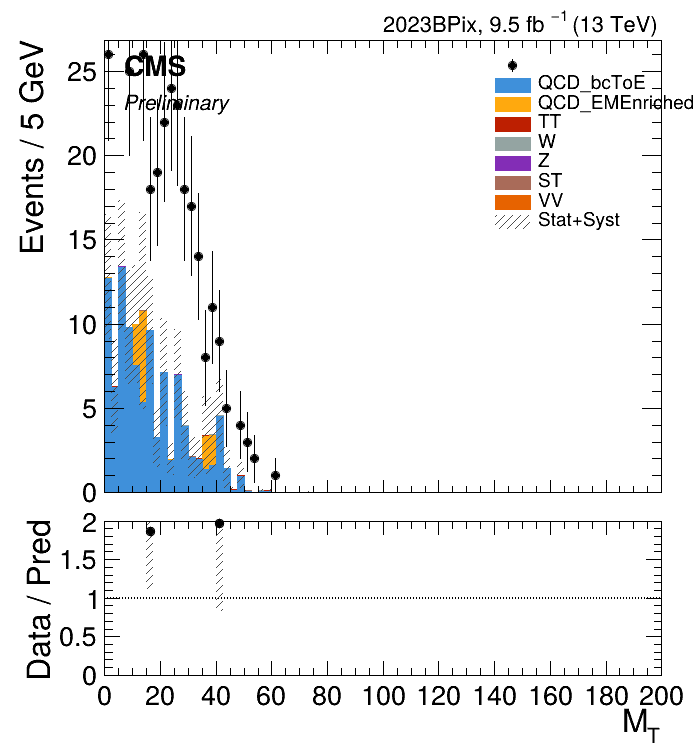 2023BPix, 9.5 fb⁻¹ (13 TeV)
CMS
Preliminary
QCD_bcToE
QCD_EMEnriched
TT
W
Z
ST
VV
Stat+Syst
Events / 5 GeV
25
20
15
10
5
0
Data / Pred
2
1.5
1
0.5
0
0 20 40 60 80 100 120 140 160 180 200
M_T